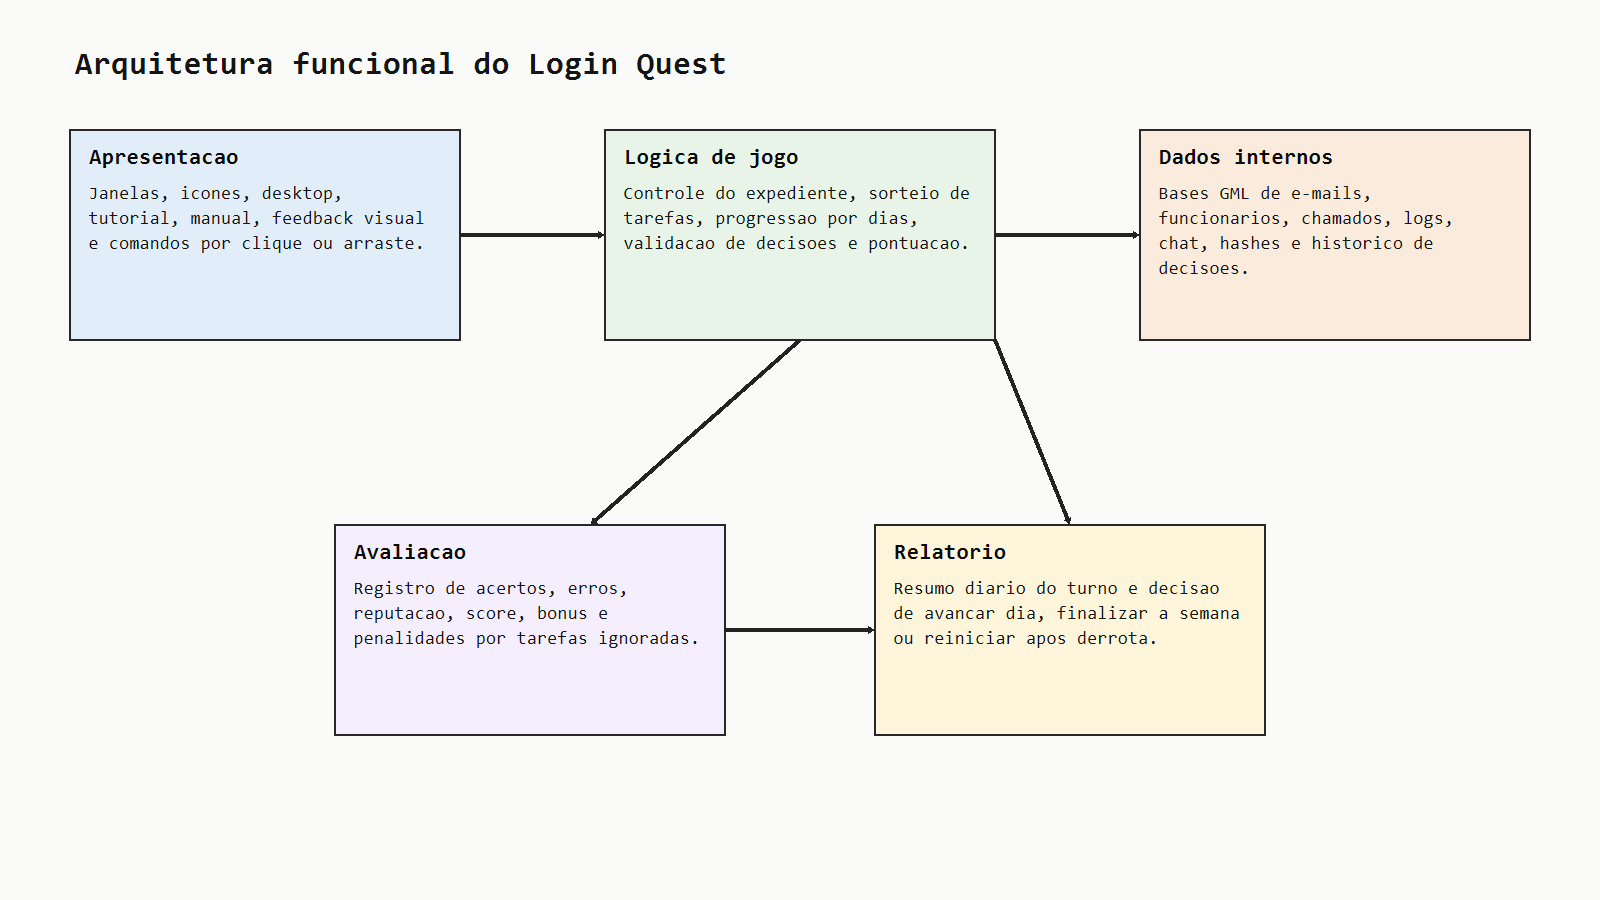 Arquitetura funcional do Login Quest
Apresentacao
Janelas, icones, desktop,
tutorial, manual, feedback visual
e comandos por clique ou arraste.
Logica de jogo
Controle do expediente, sorteio de
tarefas, progressao por dias,
validacao de decisoes e pontuacao.
Dados internos
Bases GML de e-mails,
funcionarios, chamados, logs,
chat, hashes e historico de
decisoes.
Avaliacao
Registro de acertos, erros,
reputacao, score, bonus e
penalidades por tarefas ignoradas.
Relatorio
Resumo diario do turno e decisao
de avancar dia, finalizar a semana
ou reiniciar apos derrota.